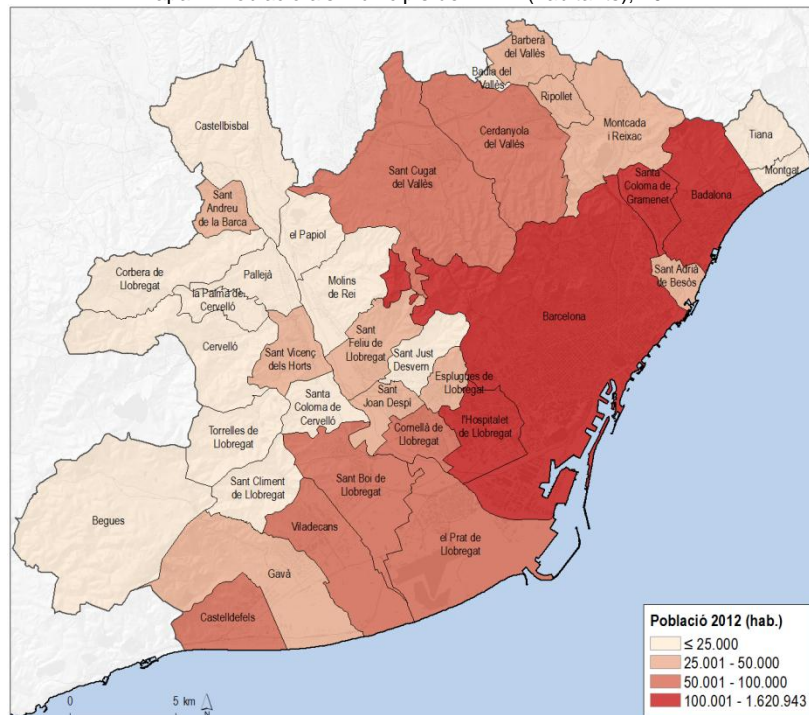 Barberà
del Vallès
Badia del
Vallès
Ripollet
Castellbisbal
Cerdanyola
del Vallès
Montcada
i Reixac
Tiana
Montgat
Sant Cugat
del Vallès
Santa
Coloma de
Gramenet
Badalona
Sant
Andreu
de la Barca
el Papiol
Corbera de
Llobregat
Pallejà
Molins
de Rei
Sant Adrià
de Besòs
la Palma de
Cervelló
Barcelona
Cervelló
Sant
Feliu de
Llobregat
Sant Vicenç
dels Horts
Sant Just
Desvern
Esplugues de
Llobregat
Santa
Coloma de
Cervelló
Sant
Joan Despí
Torrelles de
Llobregat
Cornellà de
Llobregat
l'Hospitalet
de Llobregat
Sant Climent
de Llobregat
Sant Boi de
Llobregat
Begues
Viladecans
el Prat de
Llobregat
Gavà
Castelldefels
Població 2012 (hab.)
≤ 25.000
25.001 - 50.000
50.001 - 100.000
100.001 - 1.620.943
0 5 km
N